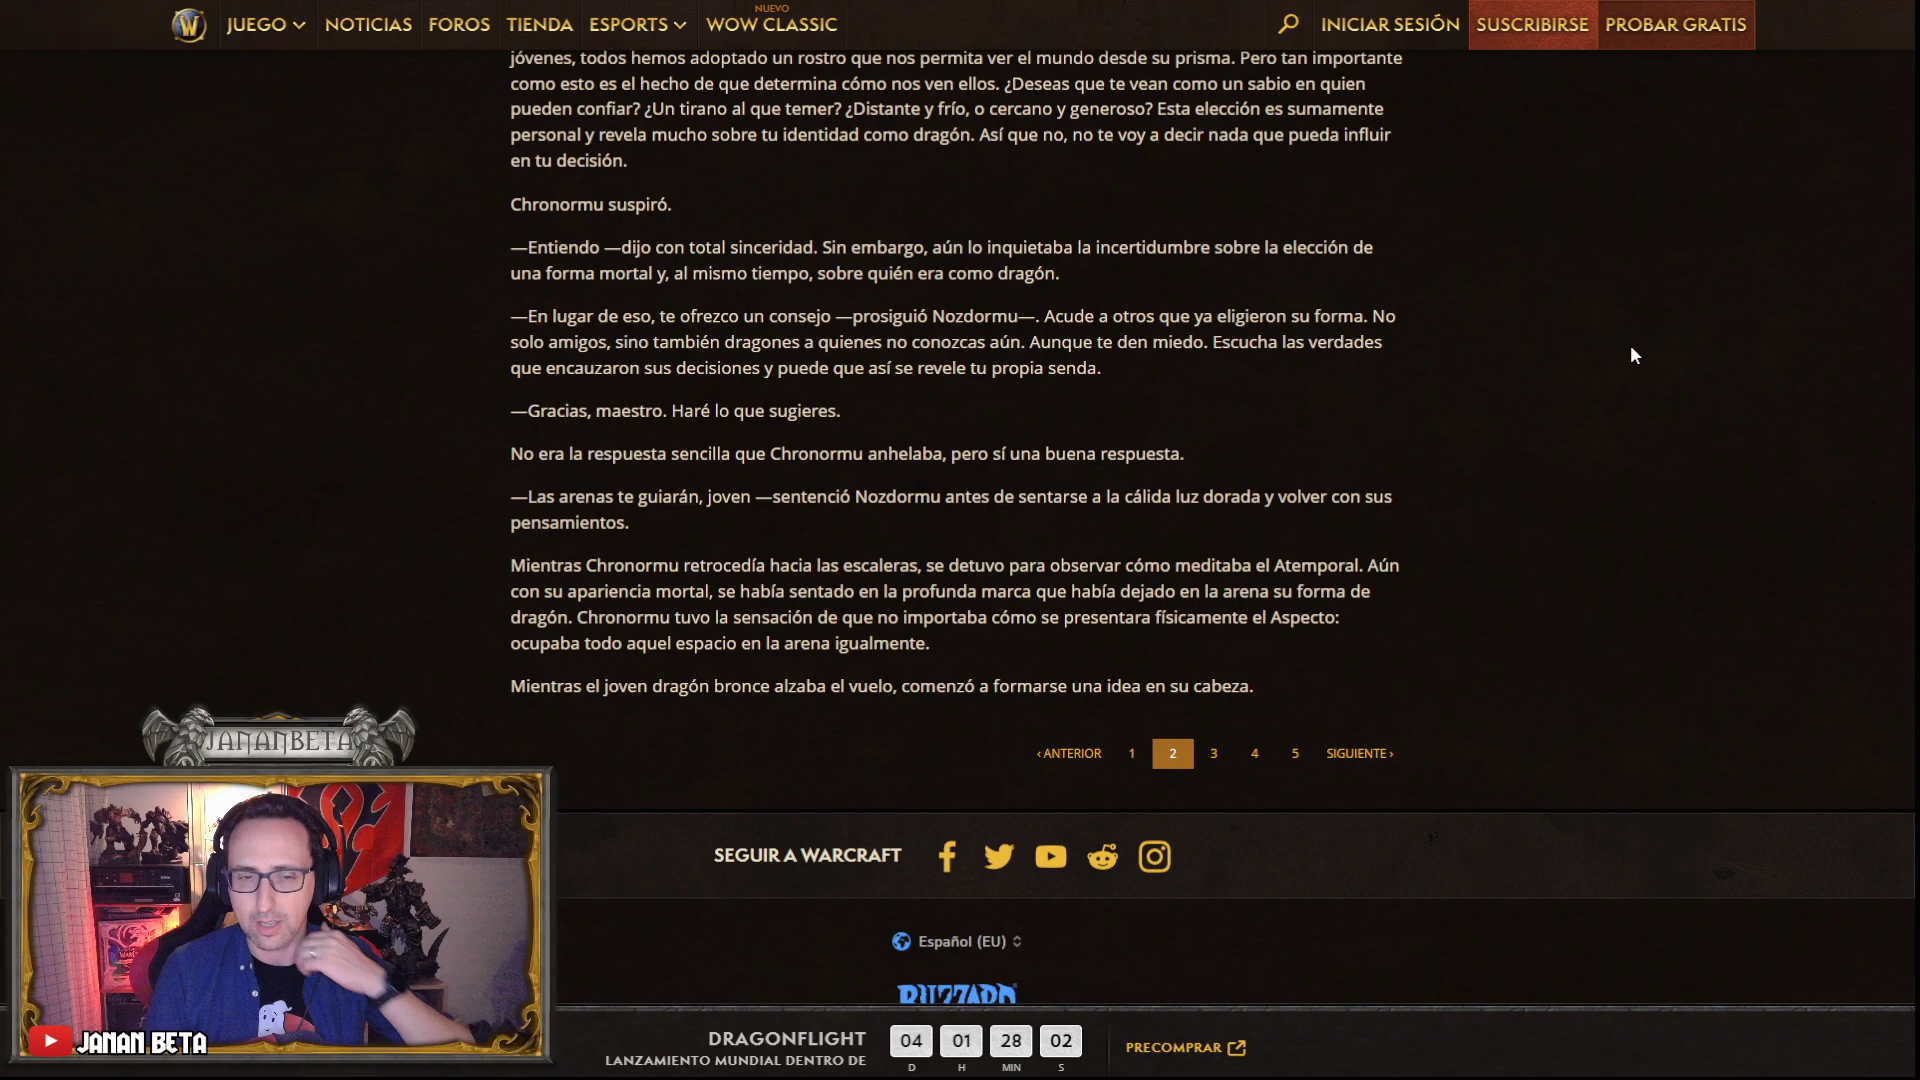 JUEGO
NOTICIAS
FOROS
TIENDA
ESPORTS
NUEVO
WOW CLASSIC
INICIAR SESIÓN
SUSCRIBIRSE
PROBAR GRATIS
jóvenes, todos hemos adoptado un rostro que nos permita ver el mundo desde su prisma. Pero tan importante
como esto es el hecho de que determina cómo nos ven ellos. ¿Deseas que te vean como un sabio en quien
pueden confiar? ¿Un tirano al que temer? ¿Distante y frío, o cercano y generoso? Esta elección es sumamente
personal y revela mucho sobre tu identidad como dragón. Así que no, no te voy a decir nada que pueda influir
en tu decisión.
Chronormu suspiró.
—Entiendo —dijo con total sinceridad. Sin embargo, aún lo inquietaba la incertidumbre sobre la elección de
una forma mortal y, al mismo tiempo, sobre quién era como dragón.
—En lugar de eso, te ofrezco un consejo —prosiguió Nozdormu—. Acude a otros que ya eligieron su forma. No
solo amigos, sino también dragones a quienes no conozcas aún. Aunque te den miedo. Escucha las verdades
que encauzaron sus decisiones y puede que así se revele tu propia senda.
—Gracias, maestro. Haré lo que sugieres.
No era la respuesta sencilla que Chronormu anhelaba, pero sí una buena respuesta.
—Las arenas te guiarán, joven —sentenció Nozdormu antes de sentarse a la cálida luz dorada y volver con sus
pensamientos.
Mientras Chronormu retrocedía hacia las escaleras, se detuvo para observar cómo meditaba el Atemporal. Aún
con su apariencia mortal, se había sentado en la profunda marca que había dejado en la arena su forma de
dragón. Chronormu tuvo la sensación de que no importaba cómo se presentara físicamente el Aspecto:
ocupaba todo aquel espacio en la arena igualmente.
Mientras el joven dragón bronce alzaba el vuelo, comenzó a formarse una idea en su cabeza.
‹ ANTERIOR 1 2 3 4 5 SIGUIENTE ›
JANANBETA
SEGUIR A WARCRAFT
Español (EU)
BLIZZARD
JANAN BETA
DRAGONFLIGHT
LANZAMIENTO MUNDIAL DENTRO DE
04 01 28 02
D H MIN S
PRECOMPRAR